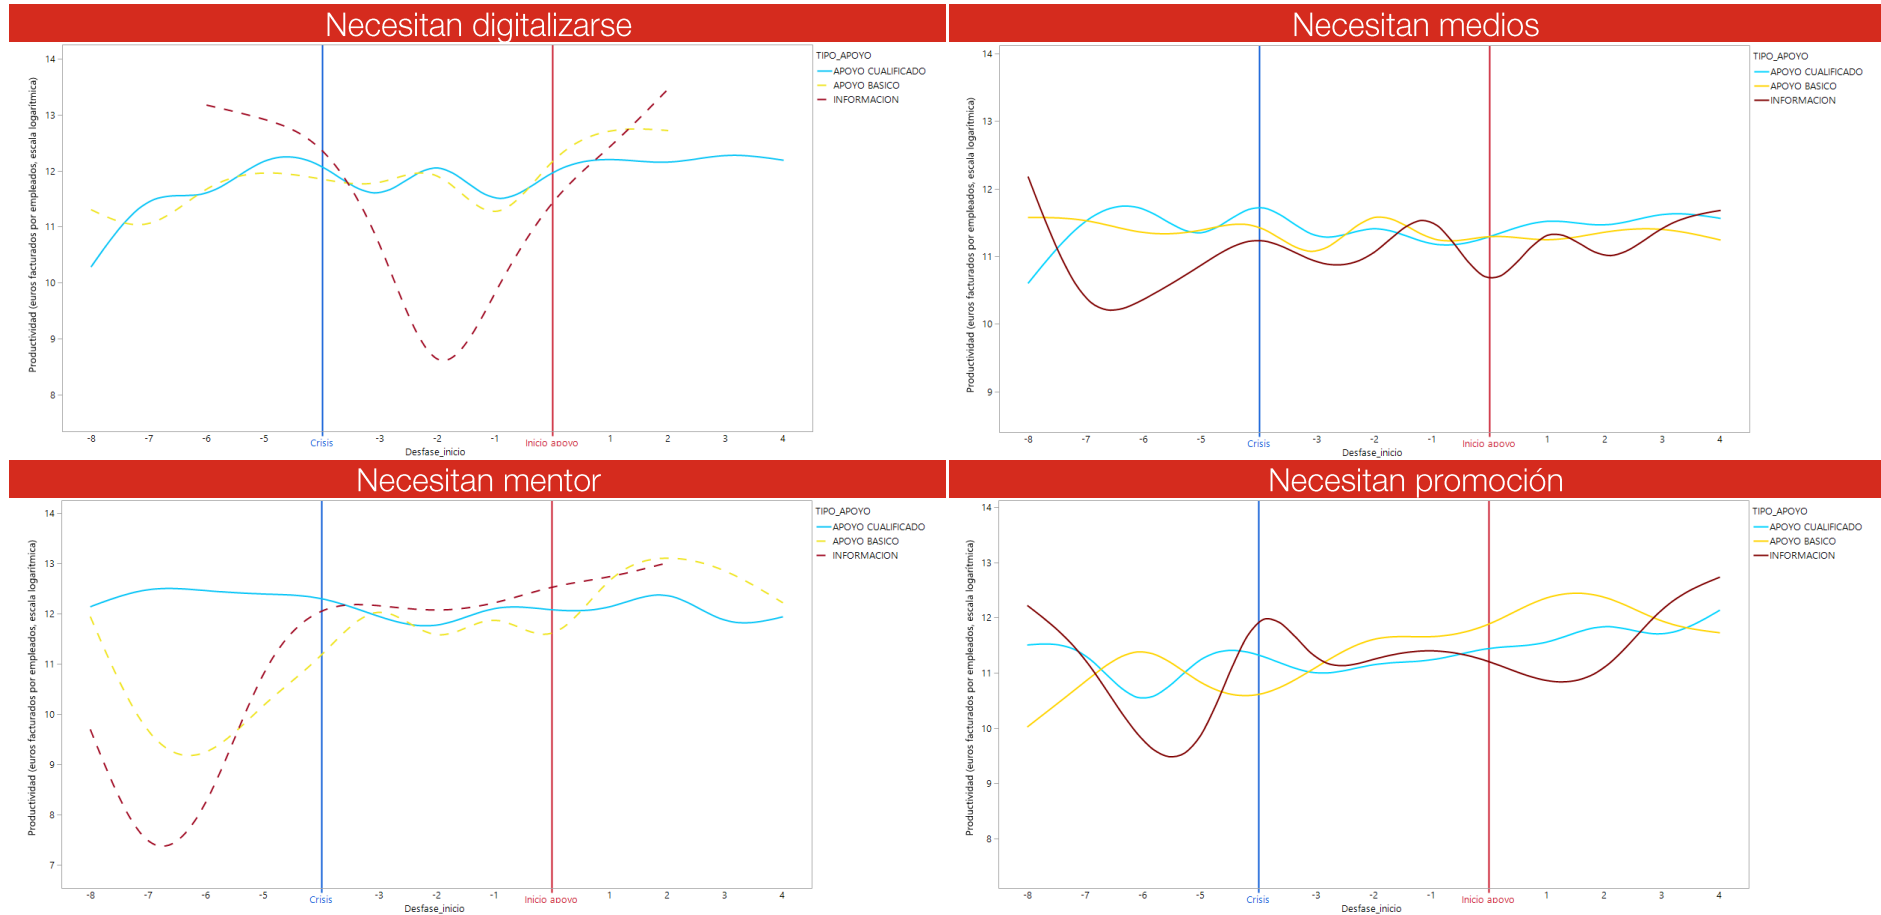 Necesitan digitalizarse
Productividad (euros facturados por empleados, escala logarítmica)
14
13
12
11
10
9
8
-8 -7 -6 -5 Crisis -3 -2 -1 Inicio apoyo 1 2 3 4
Desfase_inicio
TIPO_APOYO
APOYO CUALIFICADO
APOYO BASICO
INFORMACION
Necesitan medios
Productividad (euros facturados por empleados, escala logarítmica)
14
13
12
11
10
9
-8 -7 -6 -5 Crisis -3 -2 -1 Inicio apoyo 1 2 3 4
Desfase_inicio
TIPO_APOYO
APOYO CUALIFICADO
APOYO BASICO
INFORMACION
Necesitan mentor
Productividad (euros facturados por empleados, escala logarítmica)
14
13
12
11
10
9
8
7
-8 -7 -6 -5 Crisis -3 -2 -1 Inicio apoyo 1 2 3 4
Desfase_inicio
TIPO_APOYO
APOYO CUALIFICADO
APOYO BASICO
INFORMACION
Necesitan promoción
Productividad (euros facturados por empleados, escala logarítmica)
14
13
12
11
10
9
8
-8 -7 -6 -5 Crisis -3 -2 -1 Inicio apoyo 1 2 3 4
Desfase_inicio
TIPO_APOYO
APOYO CUALIFICADO
APOYO BASICO
INFORMACION